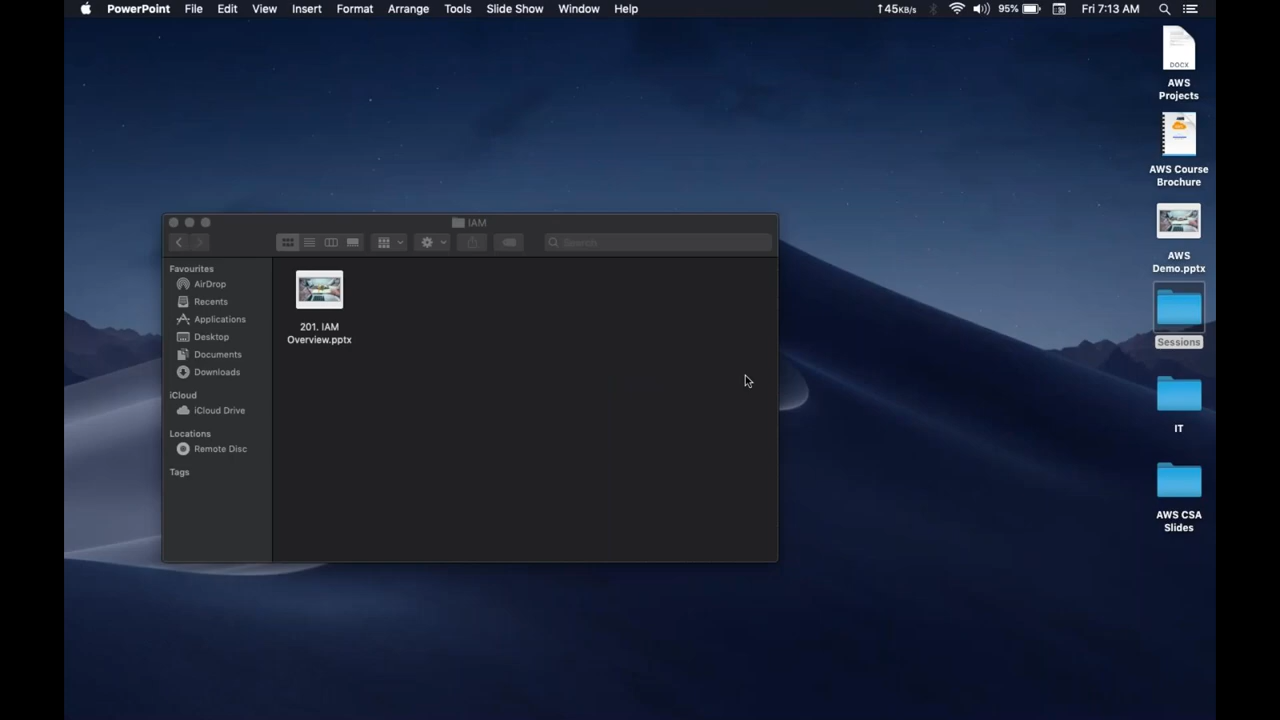 PowerPoint File Edit View Insert Format Arrange Tools Slide Show Window Help ↑45KB/s 95% Fri 7:13 AM
DOCX
AWS
Projects
AWS Course
Brochure
AWS
Demo.pptx
Sessions
IT
AWS CSA
Slides
IAM
Search
Favourites
AirDrop
Recents
Applications
Desktop
Documents
Downloads
iCloud
iCloud Drive
Locations
Remote Disc
Tags
201. IAM
Overview.pptx